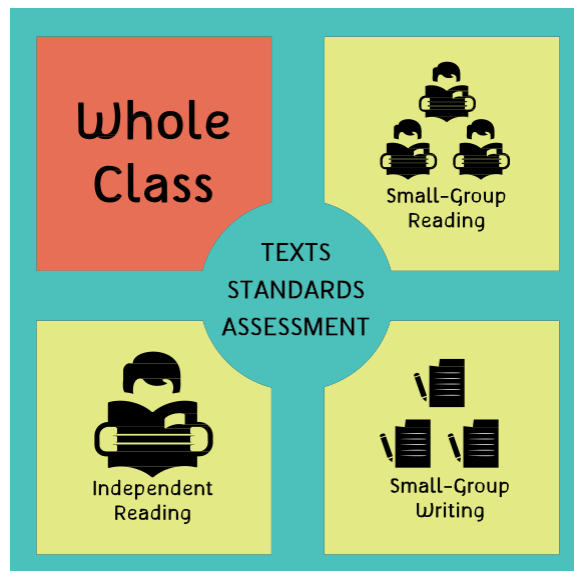 Whole
Class
Small-Group
Reading
TEXTS
STANDARDS
ASSESSMENT
Independent
Reading
Small-Group
Writing